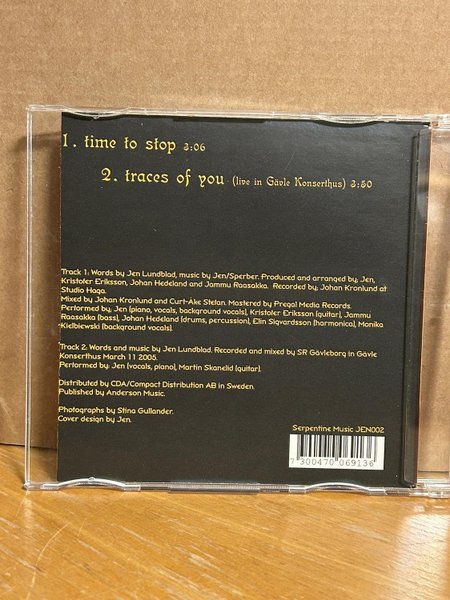 1. time to stop 3:06
2. traces of you (live in Gävle Konserthus) 3:50
Track 1: Words by Jen Lundblad, music by Jen/Sperber. Produced and arranged by, Jen,
Kristofer Eriksson, Johan Hedeland and Jammu Raasakka. Recorded by, Johan Kronlund at
Studio Haga.
Mixed by Johan Kronlund and Curt-Åke Stefan. Mastered by Pregal Media Records.
Performed by, Jen (piano, vocals, background vocals), Kristofer Eriksson (guitar), Jammu
Raasakka (bass), Johan Hedeland (drums, percussion), Elin Sigvardsson (harmonica), Monika
Kielbiewski (background vocals).
Track 2: Words and music by Jen Lundblad. Recorded and mixed by SR Gävleborg in Gävle
Konserthus March 11 2006.
Performed by: Jen (vocals, piano), Martin Skanelid (guitar).
Distributed by CDA/Compact Distribution AB in Sweden.
Published by Anderson Music.
Photographs by Stina Gullander.
Cover design by Jen.
Serpentine Music JEN002
7 300470 069136